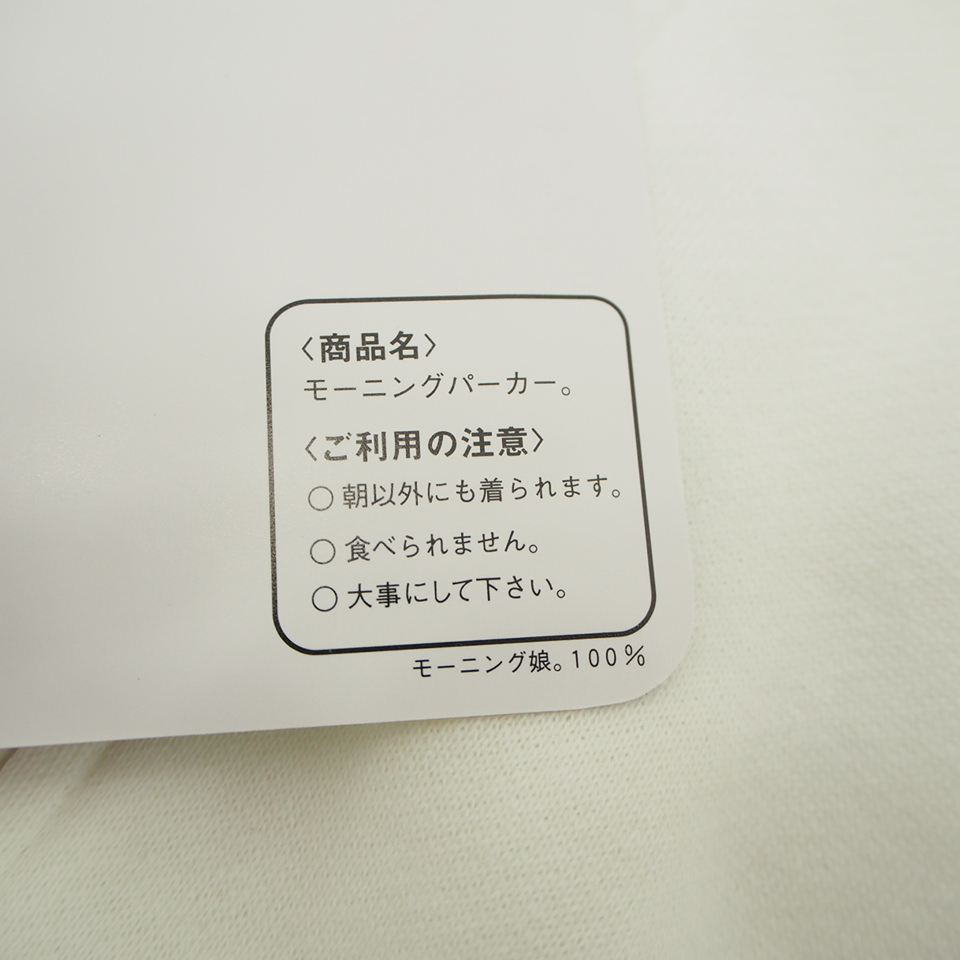 〈商品名〉
モーニングパーカー。
〈ご利用の注意〉
○ 朝以外にも着られます。
○ 食べられません。
○ 大事にして下さい。
モーニング娘。100%